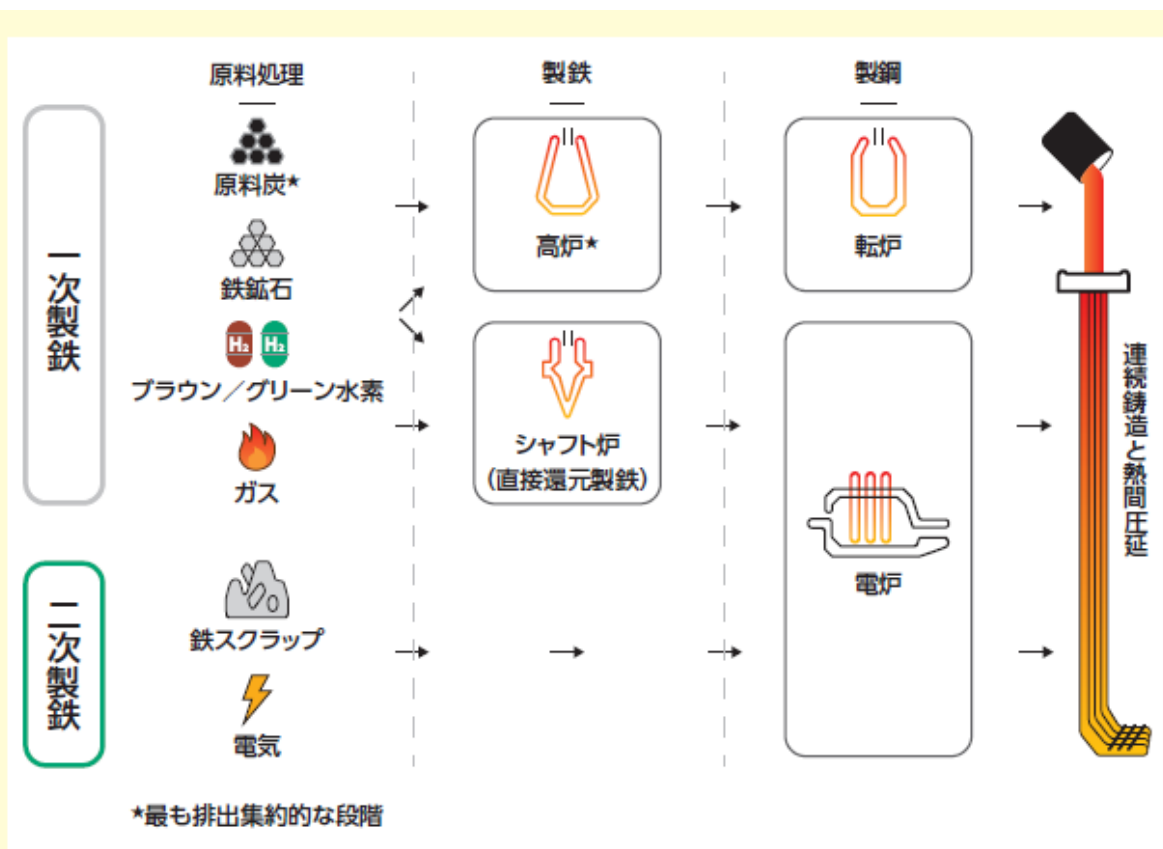 原料処理
製鉄
製鋼
一次製鉄
原料炭★
鉄鉱石
H₂ H₂
ブラウン／グリーン水素
ガス
高炉★
転炉
シャフト炉
（直接還元製鉄）
二次製鉄
鉄スクラップ
電気
電炉
連続鋳造と熱間圧延
★最も排出集約的な段階